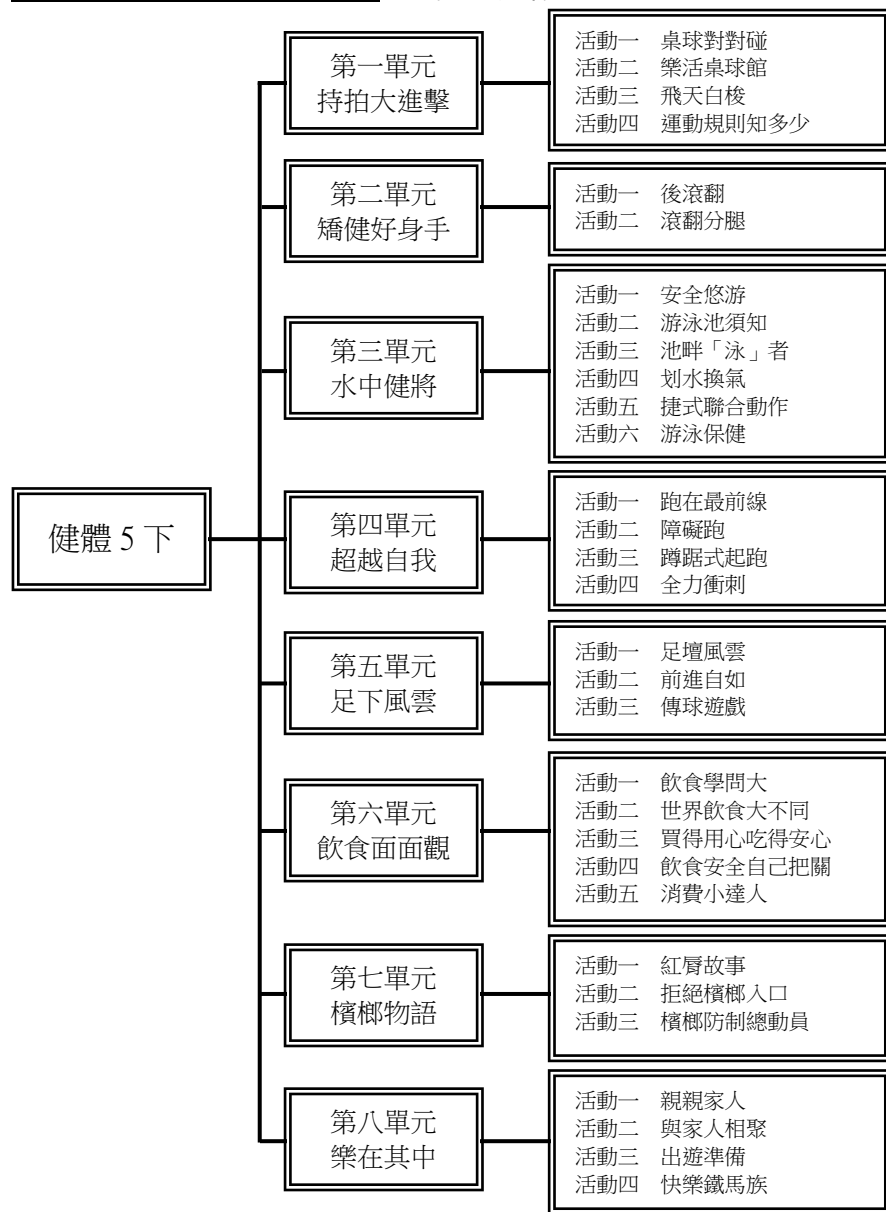 健體 5 下
第一單元
持拍大進擊
活動一 桌球對對碰
活動二 樂活桌球館
活動三 飛天白梭
活動四 運動規則知多少
第二單元
矯健好身手
活動一 後滾翻
活動二 滾翻分腿
第三單元
水中健將
活動一 安全悠游
活動二 游泳池須知
活動三 池畔「泳」者
活動四 划水換氣
活動五 捷式聯合動作
活動六 游泳保健
第四單元
超越自我
活動一 跑在最前線
活動二 障礙跑
活動三 蹲踞式起跑
活動四 全力衝刺
第五單元
足下風雲
活動一 足壇風雲
活動二 前進自如
活動三 傳球遊戲
第六單元
飲食面面觀
活動一 飲食學問大
活動二 世界飲食大不同
活動三 買得用心吃得安心
活動四 飲食安全自己把關
活動五 消費小達人
第七單元
檳榔物語
活動一 紅脣故事
活動二 拒絕檳榔入口
活動三 檳榔防制總動員
第八單元
樂在其中
活動一 親親家人
活動二 與家人相聚
活動三 出遊準備
活動四 快樂鐵馬族